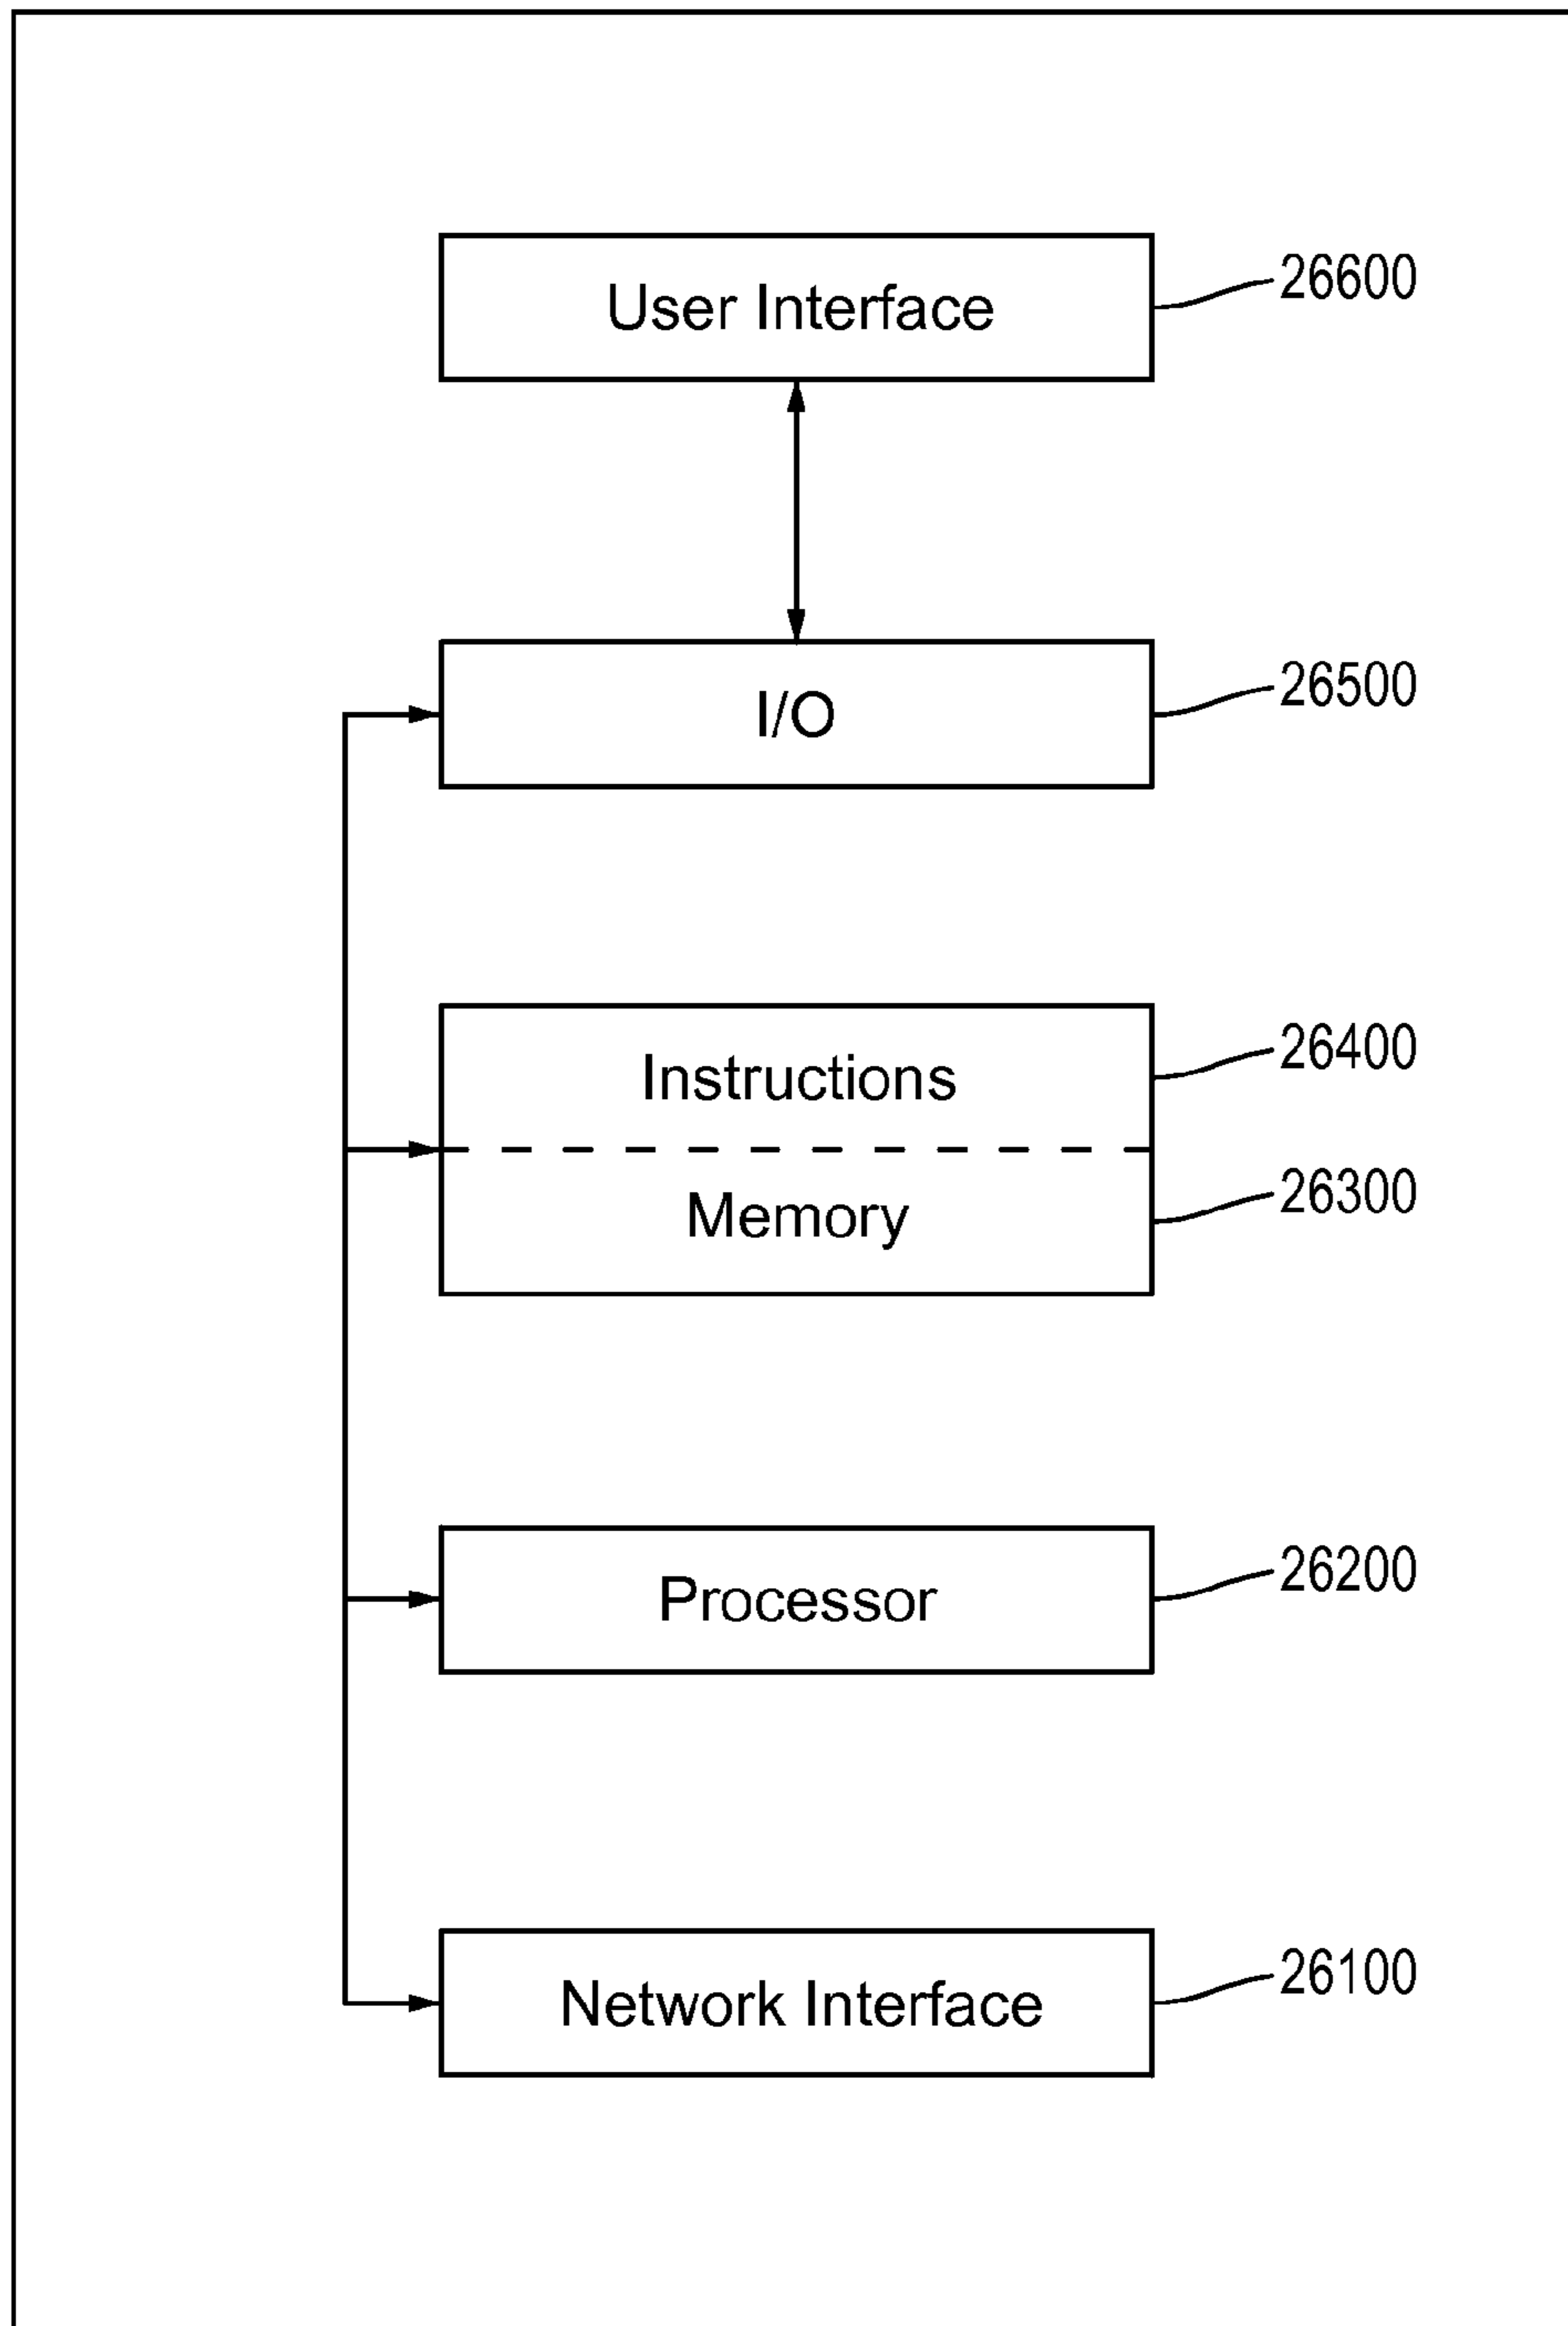 User Interface 26600
I/O 26500
Instructions 26400
Memory 26300
Processor 26200
Network Interface 26100